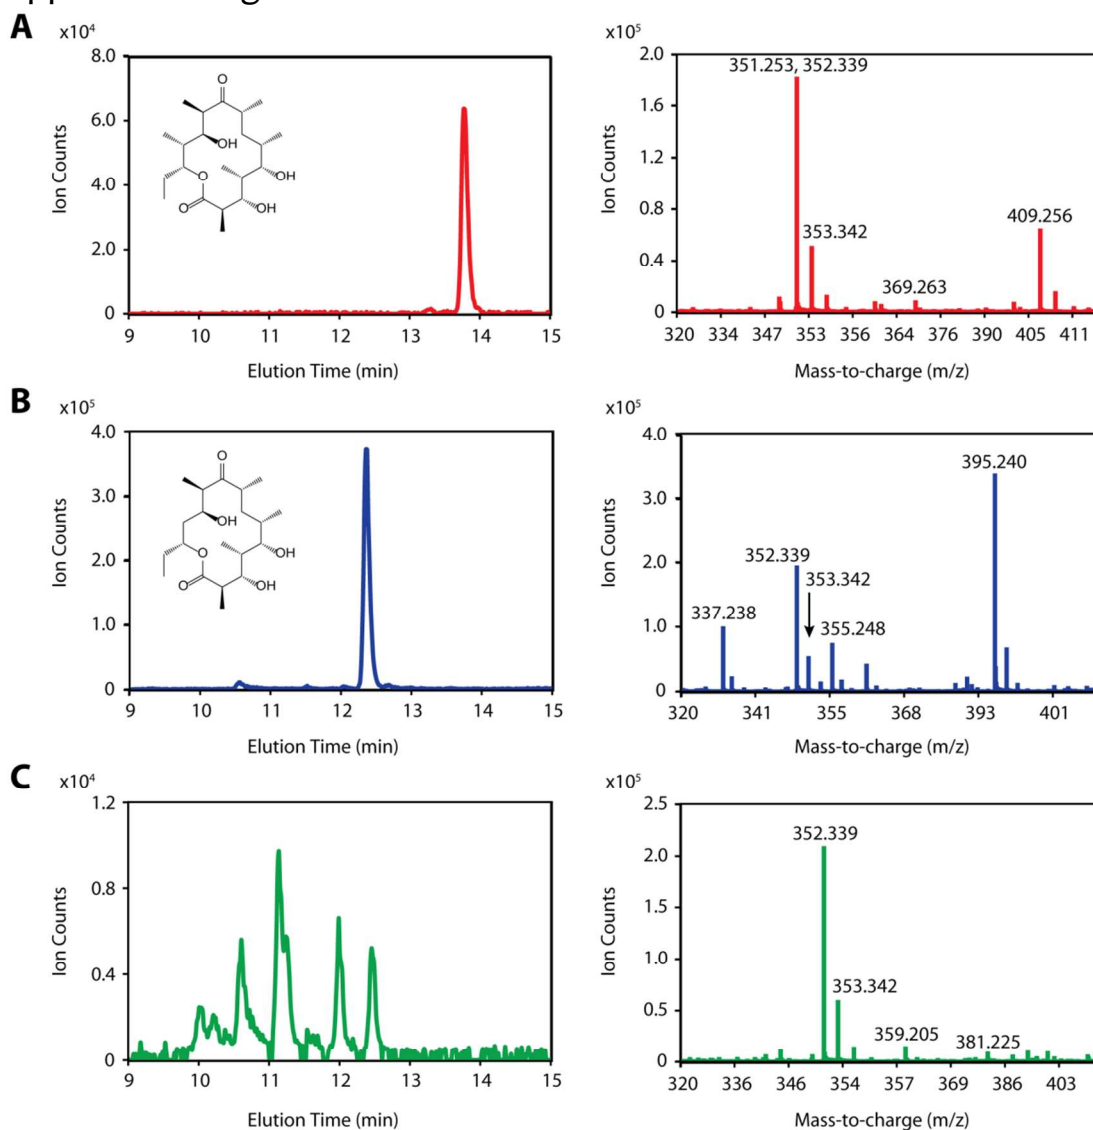 A
x10⁴
8.0
6.0
4.0
2.0
0
Ion Counts
O
OH
O
OH
O
OH
9 10 11 12 13 14 15
Elution Time (min)
x10⁵
2.0
1.6
1.2
0.8
0.4
0
Ion Counts
351.253, 352.339
409.256
353.342
369.263
320 334 347 353 356 364 376 390 405 411
Mass-to-charge (m/z)
B
x10⁵
4.0
3.0
2.0
1.0
0
Ion Counts
O
OH
O
OH
O
OH
9 10 11 12 13 14 15
Elution Time (min)
x10⁵
4.0
3.0
2.0
1.0
0
Ion Counts
395.240
352.339
353.342
337.238
355.248
320 341 355 368 393 401
Mass-to-charge (m/z)
C
x10⁴
1.2
0.8
0.4
0
Ion Counts
9 10 11 12 13 14 15
Elution Time (min)
x10⁵
2.5
2.0
1.5
1.0
0.5
0
Ion Counts
352.339
353.342
359.205
381.225
320 336 346 354 357 369 386 403
Mass-to-charge (m/z)